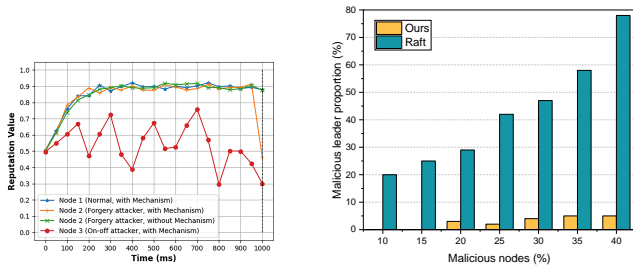 1.0
0.9
0.8
0.7
0.6
0.5
0.4
0.3
0.2
0.1
0.0
Reputation Value
Node 1 (Normal, with Mechanism)
Node 2 (Forgery attacker, with Mechanism)
Node 2 (Forgery attacker, without Mechanism)
Node 3 (On-off attacker, with Mechanism)
0 100 200 300 400 500 600 700 800 900 1000
Time (ms)
80
70
60
50
40
30
20
10
0
Malicious leader proportion (%)
Ours
Raft
10 15 20 25 30 35 40
Malicious nodes (%)